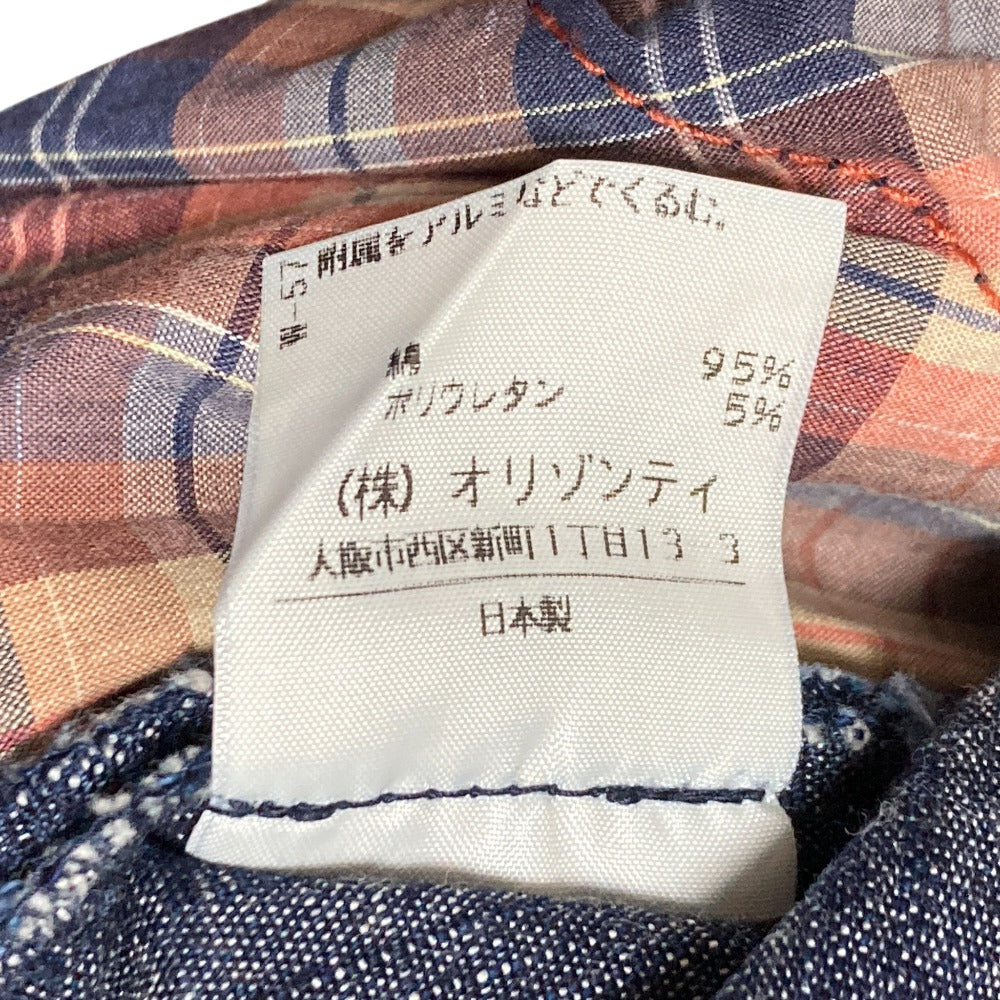 附属をアルミなどでくるむ。
綿 95%
ポリウレタン 5%
(株) オリゾンティ
大阪市西区新町1丁目13 3
日本製